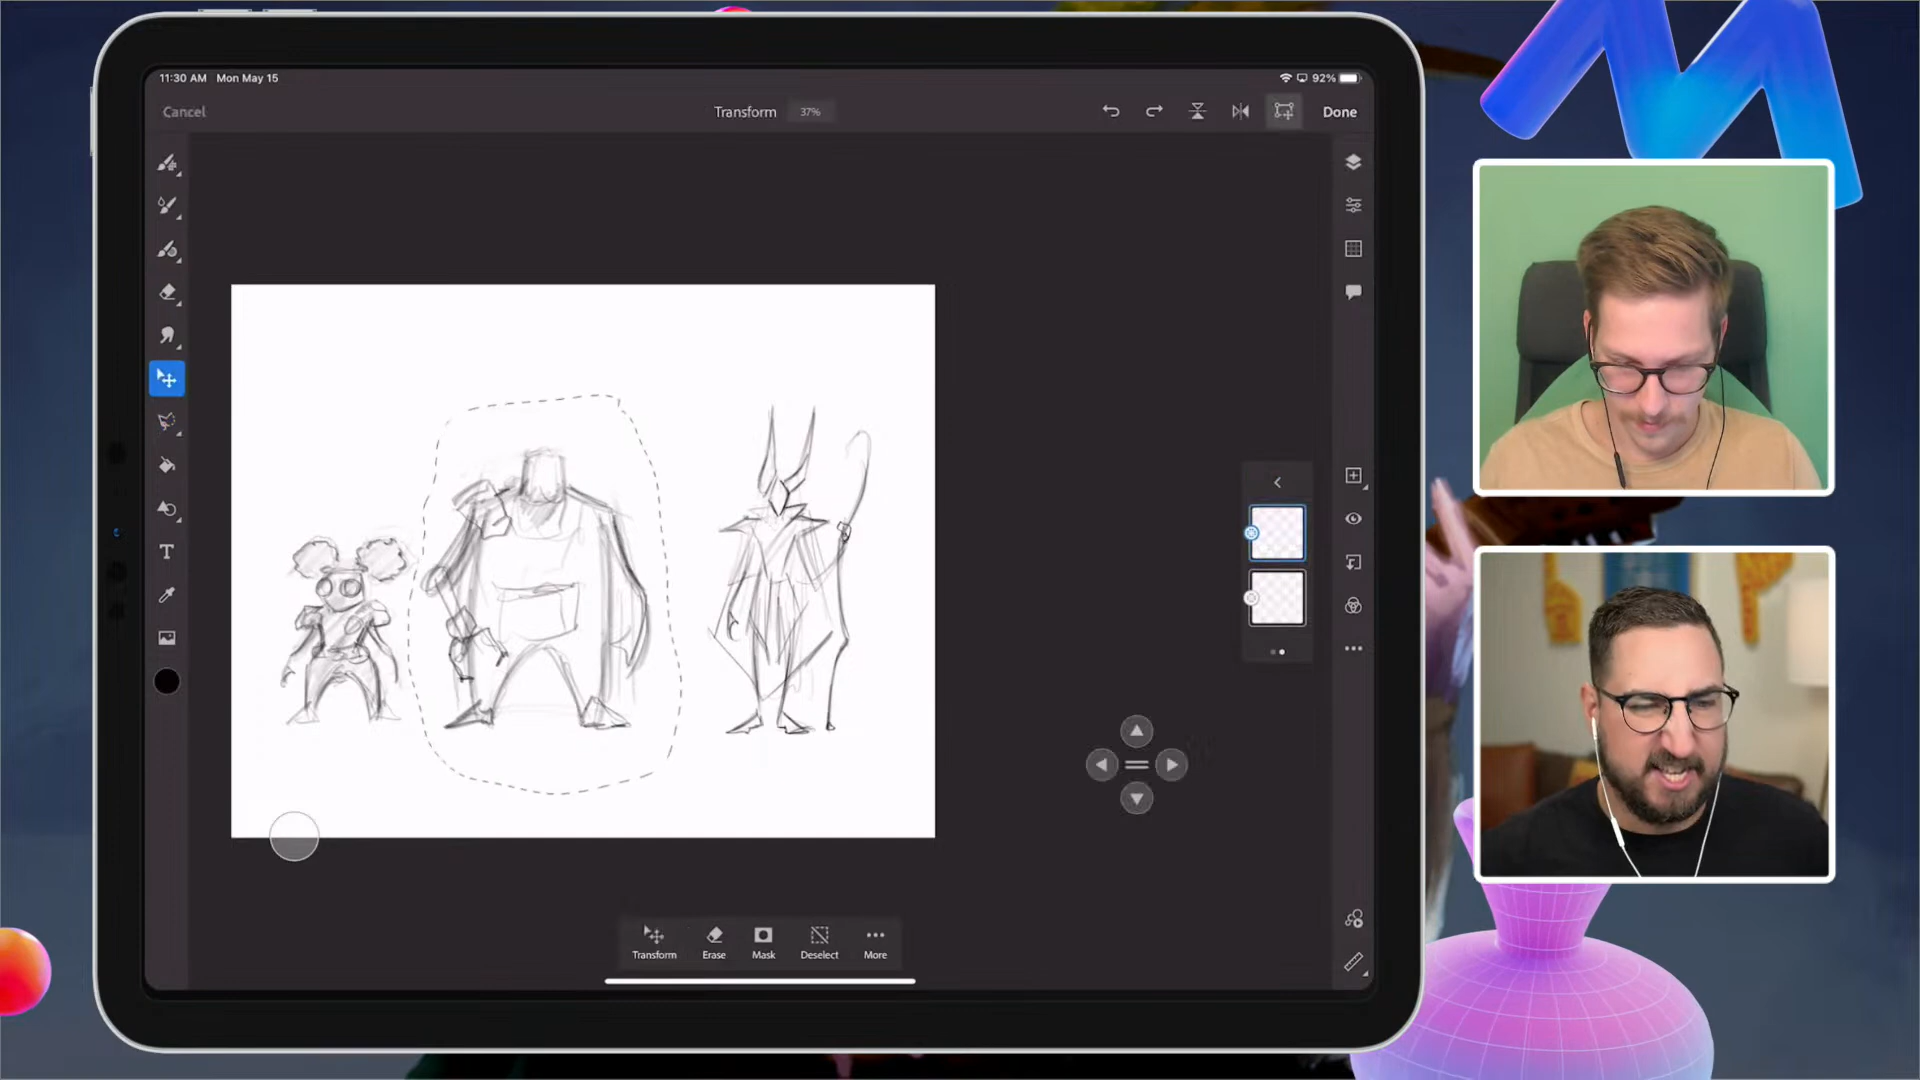 11:30 AM Mon May 15
92%
Cancel
Transform 37%
Done
T
Transform
Erase
Mask
Deselect
More